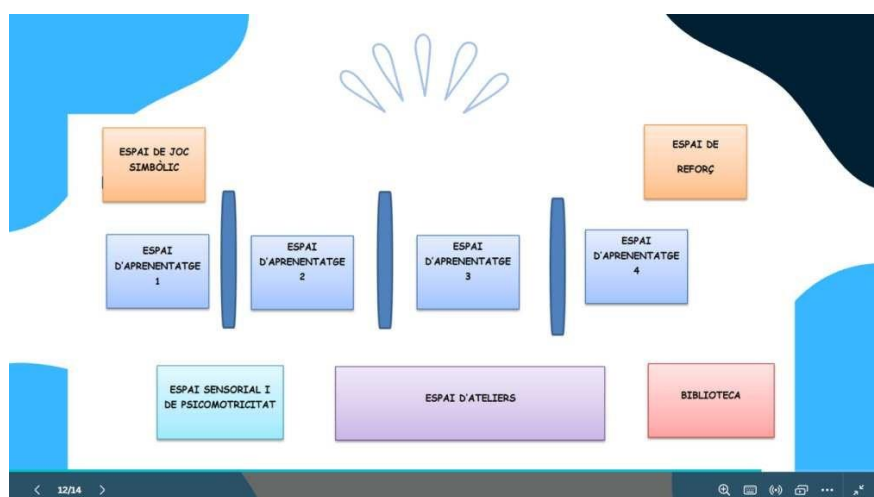 ESPAI DE JOC
SIMBÒLIC
ESPAI DE
REFORÇ
ESPAI
D'APRENENTATGE
1
ESPAI
D'APRENENTATGE
2
ESPAI
D'APRENENTATGE
3
ESPAI
D'APRENENTATGE
4
ESPAI SENSORIAL I
DE PSICOMOTRICITAT
ESPAI D'ATELIERS
BIBLIOTECA
12/14